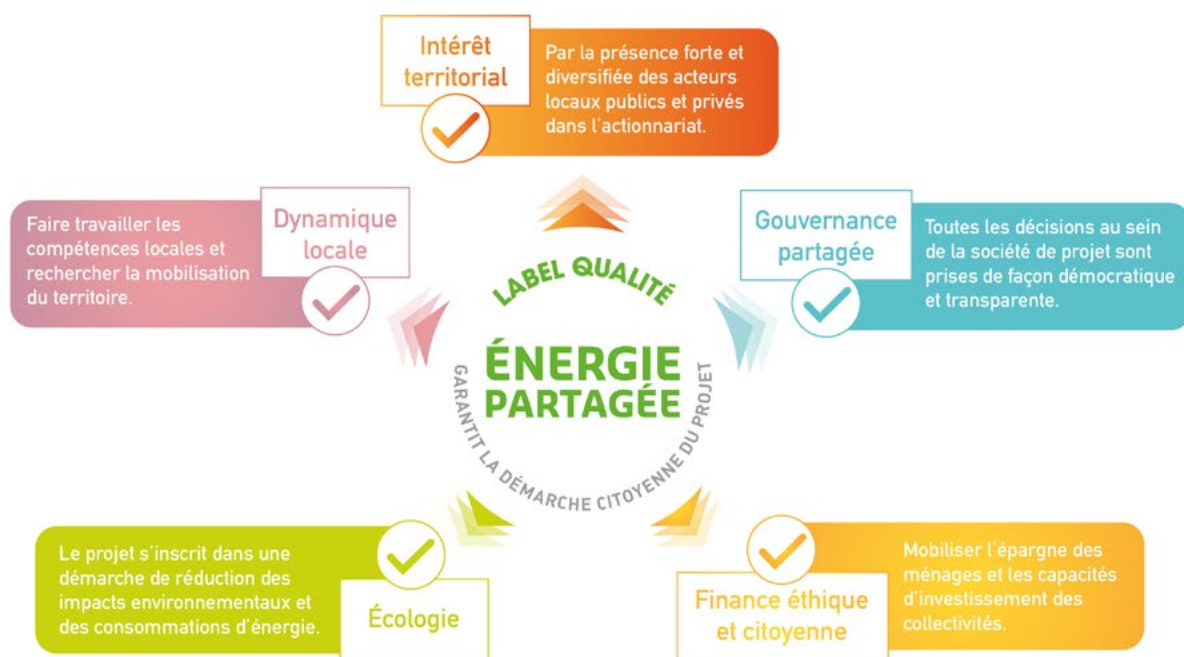 Intérêt
territorial
Par la présence forte et
diversifiée des acteurs
locaux publics et privés
dans l'actionnariat.
Dynamique
locale
Faire travailler les
compétences locales et
rechercher la mobilisation
du territoire.
Gouvernance
partagée
Toutes les décisions au sein
de la société de projet sont
prises de façon démocratique
et transparente.
LABEL QUALITÉ
ÉNERGIE
PARTAGÉE
GARANTIT LA DÉMARCHE CITOYENNE DU PROJET
Le projet s'inscrit dans une
démarche de réduction des
impacts environnementaux et
des consommations d'énergie.
Écologie
Finance éthique
et citoyenne
Mobiliser l'épargne des
ménages et les capacités
d'investissement des
collectivités.